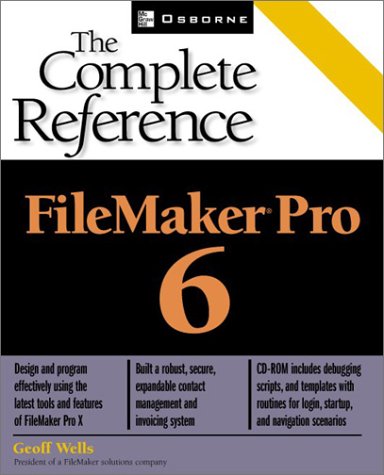 Mc
Graw
Hill
OSBORNE
The
Complete
Reference
FileMaker® Pro
6
Design and program
effectively using the
latest tools and features
of FileMaker Pro X
Built a robust, secure,
expandable contact
management and
invoicing system
CD-ROM includes debugging
scripts, and templates with
routines for login, startup,
and navigation scenarios
Geoff Wells
President of a FileMaker solutions company